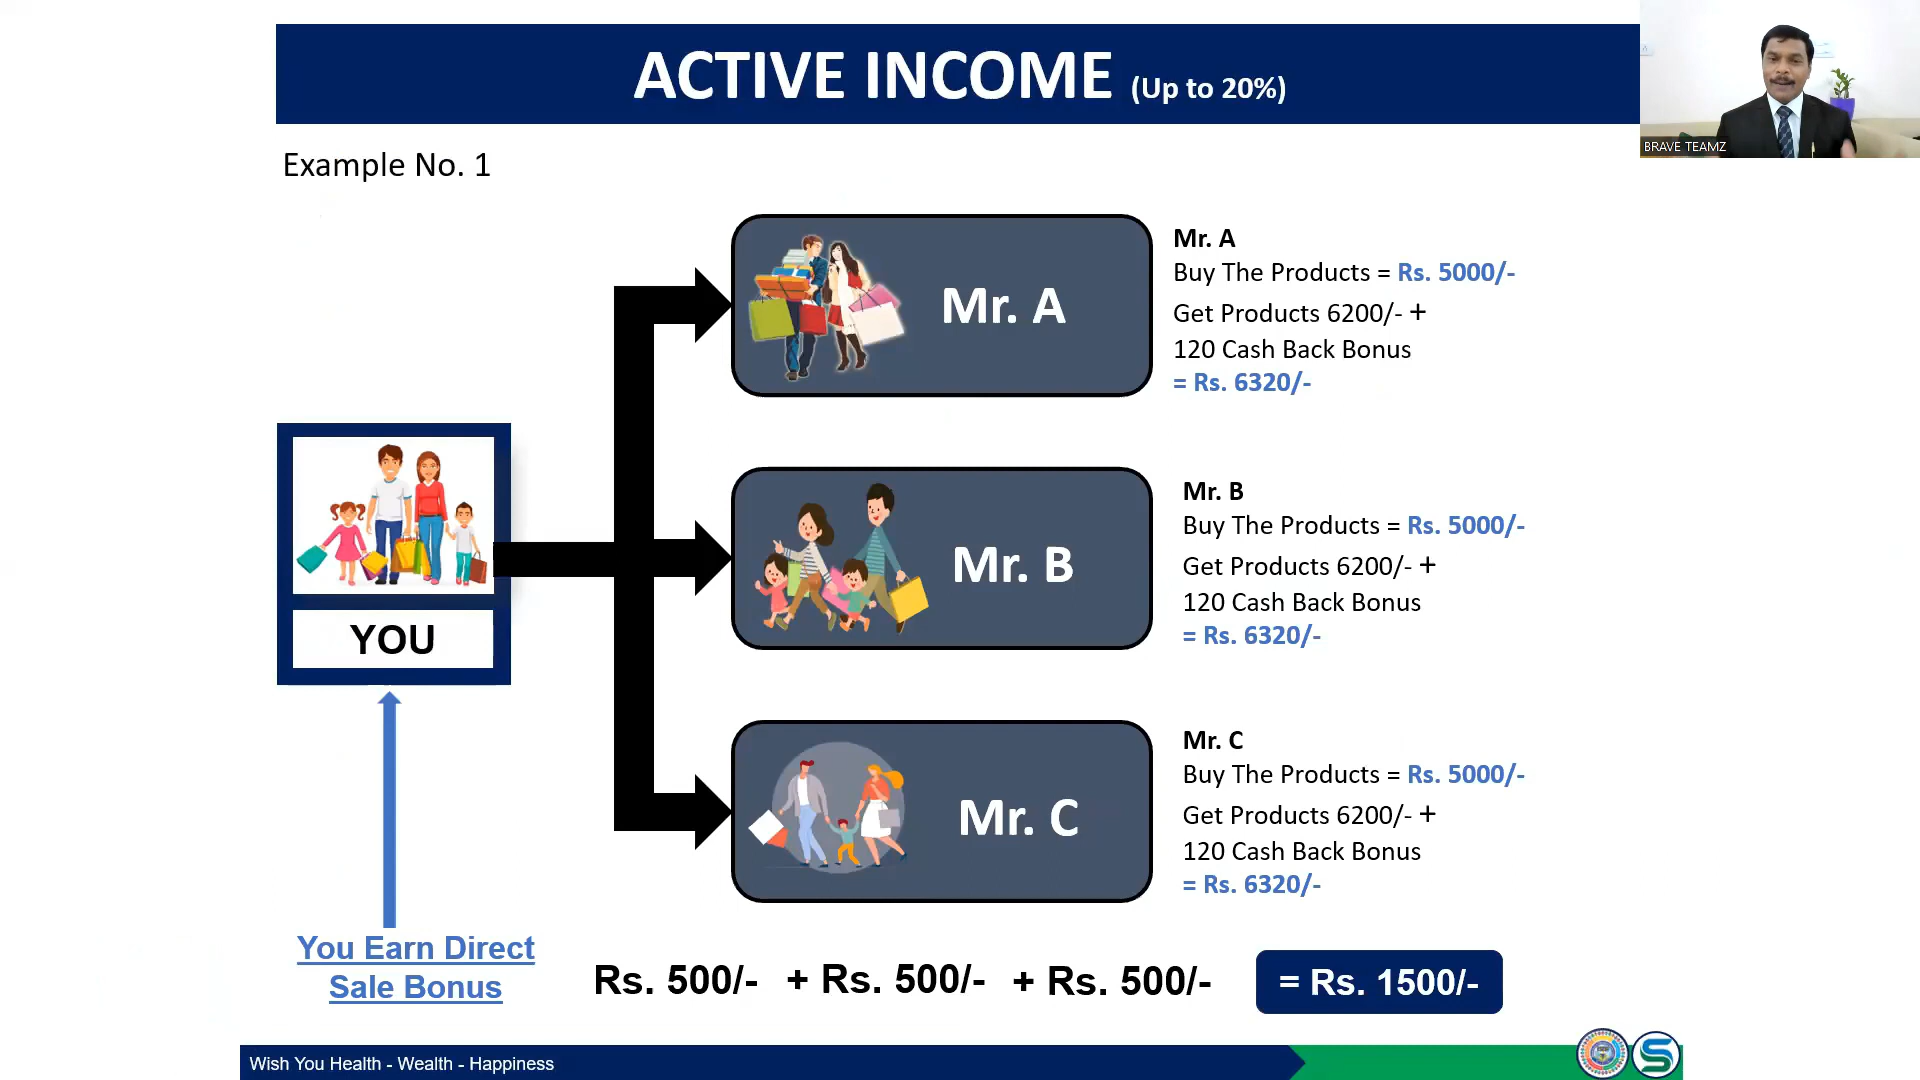 ACTIVE INCOME (Up to 20%)
BRAVE TEAMZ
Example No. 1
Mr. A
Mr. A
Buy The Products = Rs. 5000/-
Get Products 6200/- +
120 Cash Back Bonus
= Rs. 6320/-
Mr. B
Mr. B
Buy The Products = Rs. 5000/-
Get Products 6200/- +
120 Cash Back Bonus
= Rs. 6320/-
YOU
Mr. C
Mr. C
Buy The Products = Rs. 5000/-
Get Products 6200/- +
120 Cash Back Bonus
= Rs. 6320/-
You Earn Direct
Sale Bonus
Rs. 500/- + Rs. 500/- + Rs. 500/- = Rs. 1500/-
Wish You Health - Wealth - Happiness